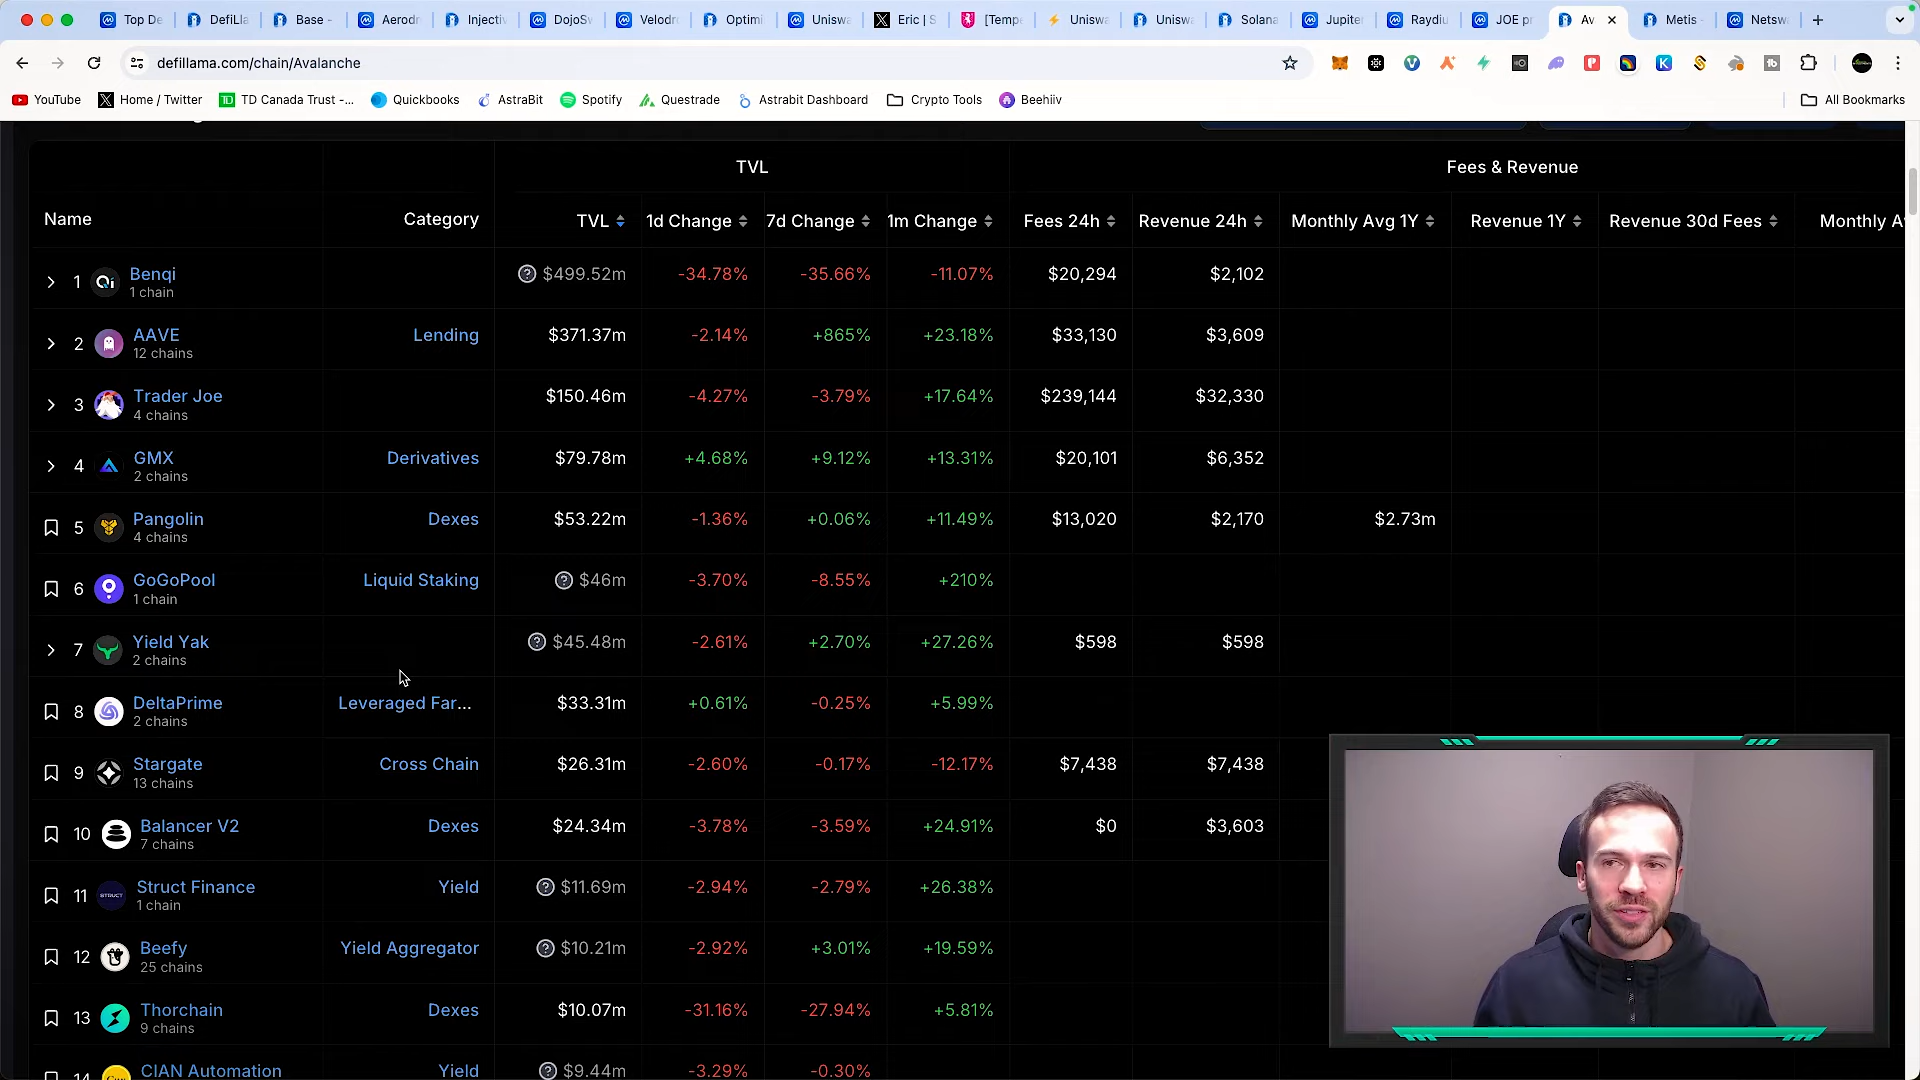 Top De
DefiLla
Base -
Aerod
Injectiv
DojoSw
Velodr
Optimi
Uniswa
Eric | S
[Temp
Uniswa
Uniswa
Solana
Jupiter
Raydiu
JOE pr
Av
Metis -
Netsw
defillama.com/chain/Avalanche
YouTube
Home / Twitter
TD Canada Trust -...
Quickbooks
AstraBit
Spotify
Questrade
Astrabit Dashboard
Crypto Tools
Beehiiv
All Bookmarks
TVL
Fees & Revenue
Name Category TVL 1d Change 7d Change 1m Change Fees 24h Revenue 24h Monthly Avg 1Y Revenue 1Y Revenue 30d Fees Monthly A
1 Benqi $499.52m -34.78% -35.66% -11.07% $20,294 $2,102
1 chain
2 AAVE Lending $371.37m -2.14% +865% +23.18% $33,130 $3,609
12 chains
3 Trader Joe $150.46m -4.27% -3.79% +17.64% $239,144 $32,330
4 chains
4 GMX Derivatives $79.78m +4.68% +9.12% +13.31% $20,101 $6,352
2 chains
5 Pangolin Dexes $53.22m -1.36% +0.06% +11.49% $13,020 $2,170 $2.73m
4 chains
6 GoGoPool Liquid Staking $46m -3.70% -8.55% +210%
1 chain
7 Yield Yak $45.48m -2.61% +2.70% +27.26% $598 $598
2 chains
8 DeltaPrime Leveraged Far... $33.31m +0.61% -0.25% +5.99%
2 chains
9 Stargate Cross Chain $26.31m -2.60% -0.17% -12.17% $7,438 $7,438
13 chains
10 Balancer V2 Dexes $24.34m -3.78% -3.59% +24.91% $0 $3,603
7 chains
11 Struct Finance Yield $11.69m -2.94% -2.79% +26.38%
1 chain
12 Beefy Yield Aggregator $10.21m -2.92% +3.01% +19.59%
25 chains
13 Thorchain Dexes $10.07m -31.16% -27.94% +5.81%
9 chains
14 CIAN Automation Yield $9.44m -3.29% -0.30%